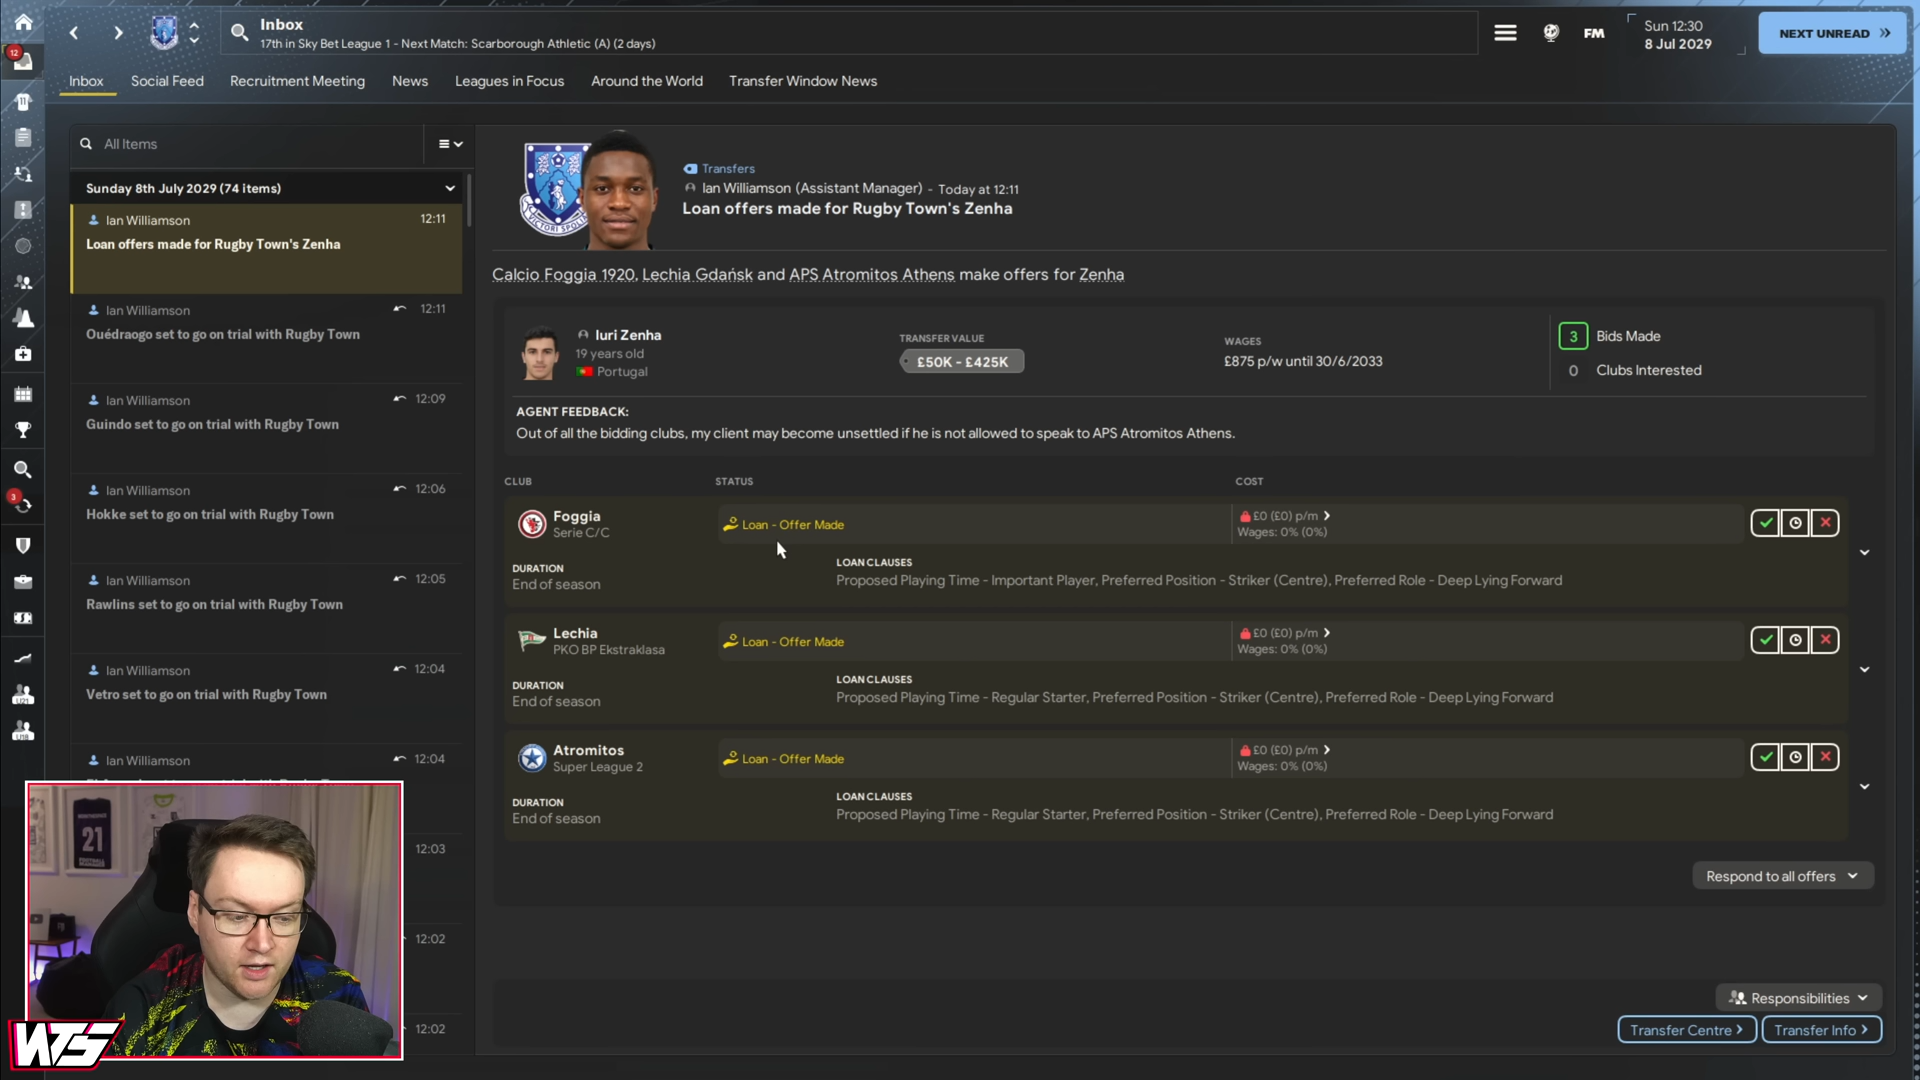 Inbox
17th in Sky Bet League 1 - Next Match: Scarborough Athletic (A) (2 days)
FM
Sun 12:30
8 Jul 2029
NEXT UNREAD
12
Inbox
Social Feed
Recruitment Meeting
News
Leagues in Focus
Around the World
Transfer Window News
All Items
Sunday 8th July 2029 (74 items)
Ian Williamson
12:11
Loan offers made for Rugby Town's Zenha
Ian Williamson
12:11
Ouédraogo set to go on trial with Rugby Town
Ian Williamson
12:09
Guindo set to go on trial with Rugby Town
Ian Williamson
12:06
Hokke set to go on trial with Rugby Town
Ian Williamson
12:05
Rawlins set to go on trial with Rugby Town
Ian Williamson
12:04
Vetro set to go on trial with Rugby Town
Ian Williamson
12:04
12:03
12:02
12:02
3
U21
U18
Transfers
Ian Williamson (Assistant Manager) - Today at 12:11
Loan offers made for Rugby Town's Zenha
Calcio Foggia 1920, Lechia Gdańsk and APS Atromitos Athens make offers for Zenha
Iuri Zenha
19 years old
Portugal
TRANSFER VALUE
£50K - £425K
WAGES
£875 p/w until 30/6/2033
3 Bids Made
0 Clubs Interested
AGENT FEEDBACK:
Out of all the bidding clubs, my client may become unsettled if he is not allowed to speak to APS Atromitos Athens.
CLUB
STATUS
COST
Foggia
Serie C/C
Loan - Offer Made
£0 (£0) p/m
Wages: 0% (0%)
DURATION
End of season
LOAN CLAUSES
Proposed Playing Time - Important Player, Preferred Position - Striker (Centre), Preferred Role - Deep Lying Forward
Lechia
PKO BP Ekstraklasa
Loan - Offer Made
£0 (£0) p/m
Wages: 0% (0%)
DURATION
End of season
LOAN CLAUSES
Proposed Playing Time - Regular Starter, Preferred Position - Striker (Centre), Preferred Role - Deep Lying Forward
Atromitos
Super League 2
Loan - Offer Made
£0 (£0) p/m
Wages: 0% (0%)
DURATION
End of season
LOAN CLAUSES
Proposed Playing Time - Regular Starter, Preferred Position - Striker (Centre), Preferred Role - Deep Lying Forward
Respond to all offers
Responsibilities
Transfer Centre
Transfer Info
21
WTS